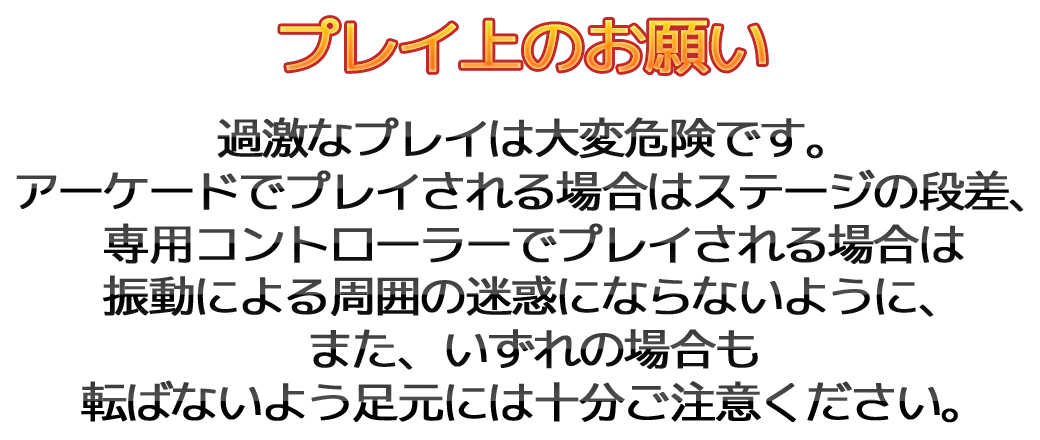 プレイ上のお願い
過激なプレイは大変危険です。
アーケードでプレイされる場合はステージの段差、
専用コントローラーでプレイされる場合は
振動による周囲の迷惑にならないように、
また、いずれの場合も
転ばないよう足元には十分ご注意ください。